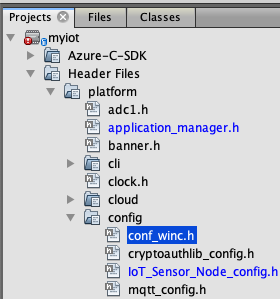 Projects Files Classes
myiot
Azure-C-SDK
Header Files
platform
adc1.h
application_manager.h
banner.h
cli
clock.h
cloud
config
conf_winc.h
cryptoauthlib_config.h
IoT_Sensor_Node_config.h
mqtt_config.h